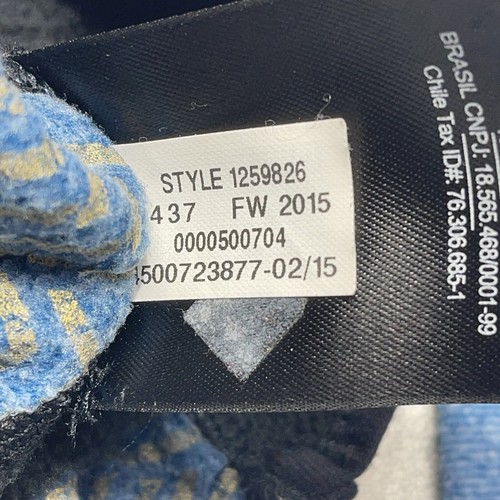 STYLE 1259826
437 FW 2015
0000500704
4500723877-02/15
BRASIL CNPJ: 18.565.468/0001-99
Chile Tax ID#: 76.306.685-1